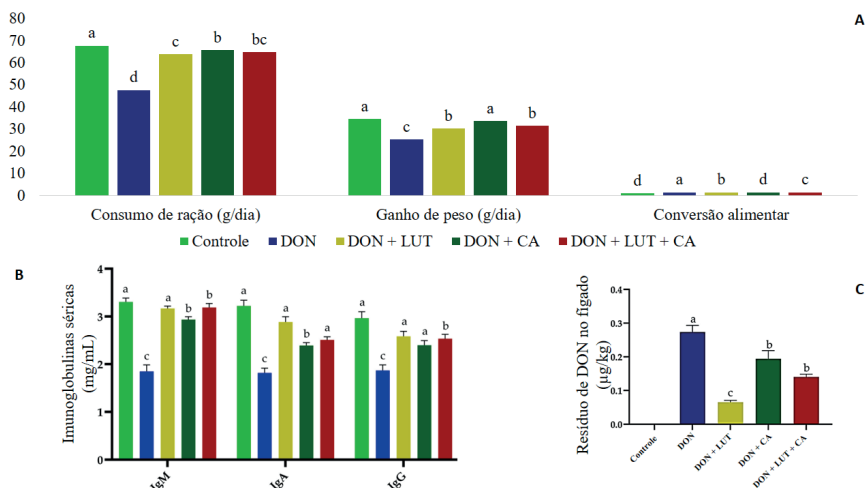 A
80
70
60
50
40
30
20
10
0
a d c b bc
a c b a b
d a b d c
Consumo de ração (g/dia) Ganho de peso (g/dia) Conversão alimentar
Controle DON DON + LUT DON + CA DON + LUT + CA
B
Imunoglobulinas séricas
(mg/mL)
4
3
2
1
0
a c a b b
a c a b a
a c a a b
IgM IgA IgG
C
Resíduo de DON no fígado
(µg/kg)
0.4
0.3
0.2
0.1
0.0
a c b b
Controle DON DON + LUT DON + CA DON + LUT + CA